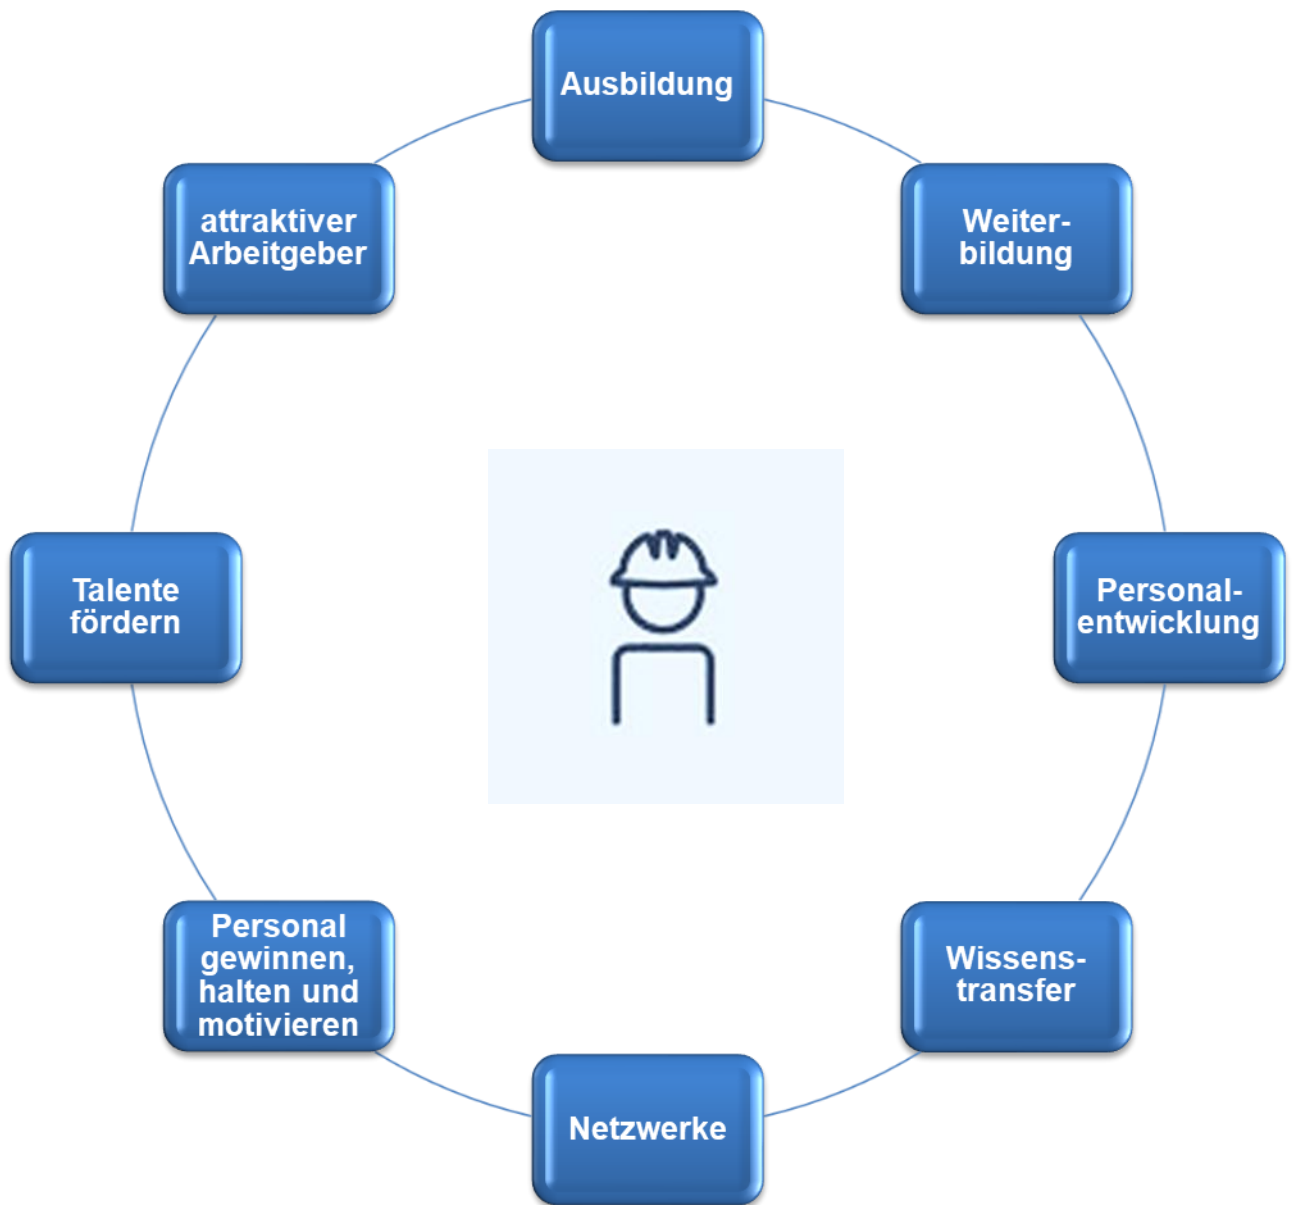 Ausbildung
Weiter-
bildung
Personal-
entwicklung
Wissens-
transfer
Netzwerke
Personal
gewinnen,
halten und
motivieren
Talente
fördern
attraktiver
Arbeitgeber